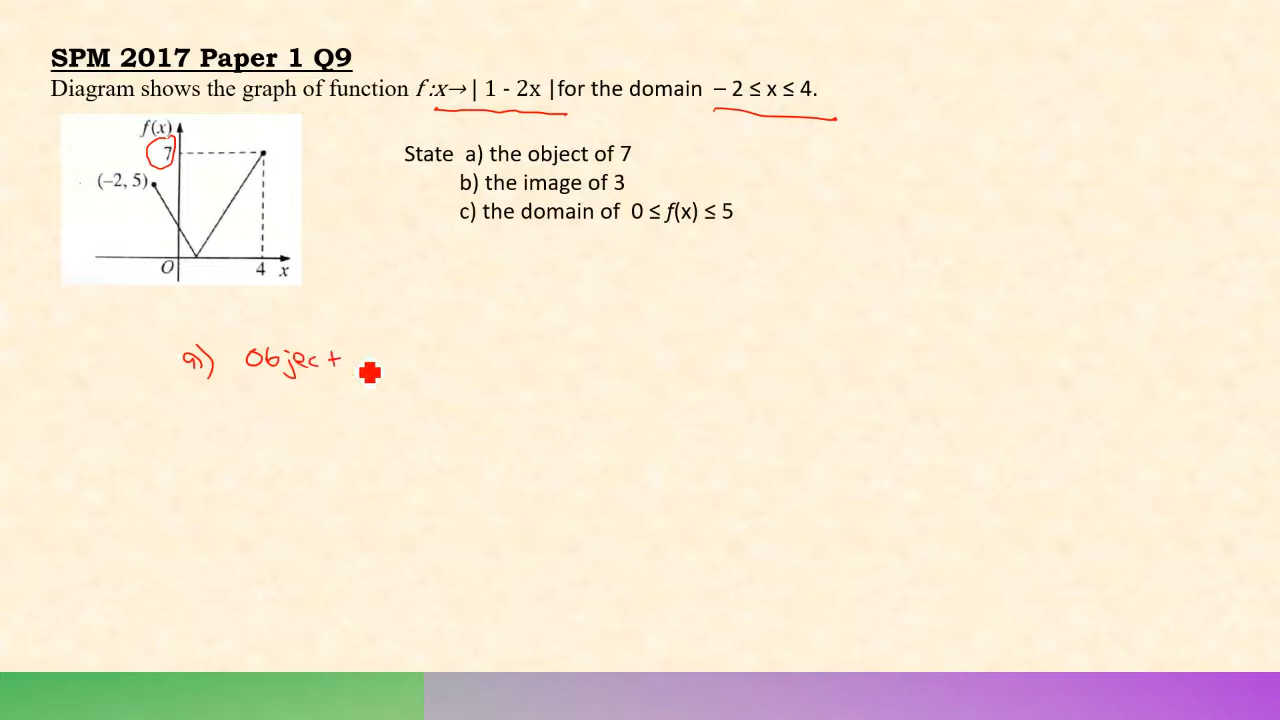 SPM 2017 Paper 1 Q9
Diagram shows the graph of function f :x→| 1 - 2x |for the domain – 2 ≤ x ≤ 4.
f(x)
7
(–2, 5)
O
4
x
State a) the object of 7
b) the image of 3
c) the domain of 0 ≤ f(x) ≤ 5
a) Object